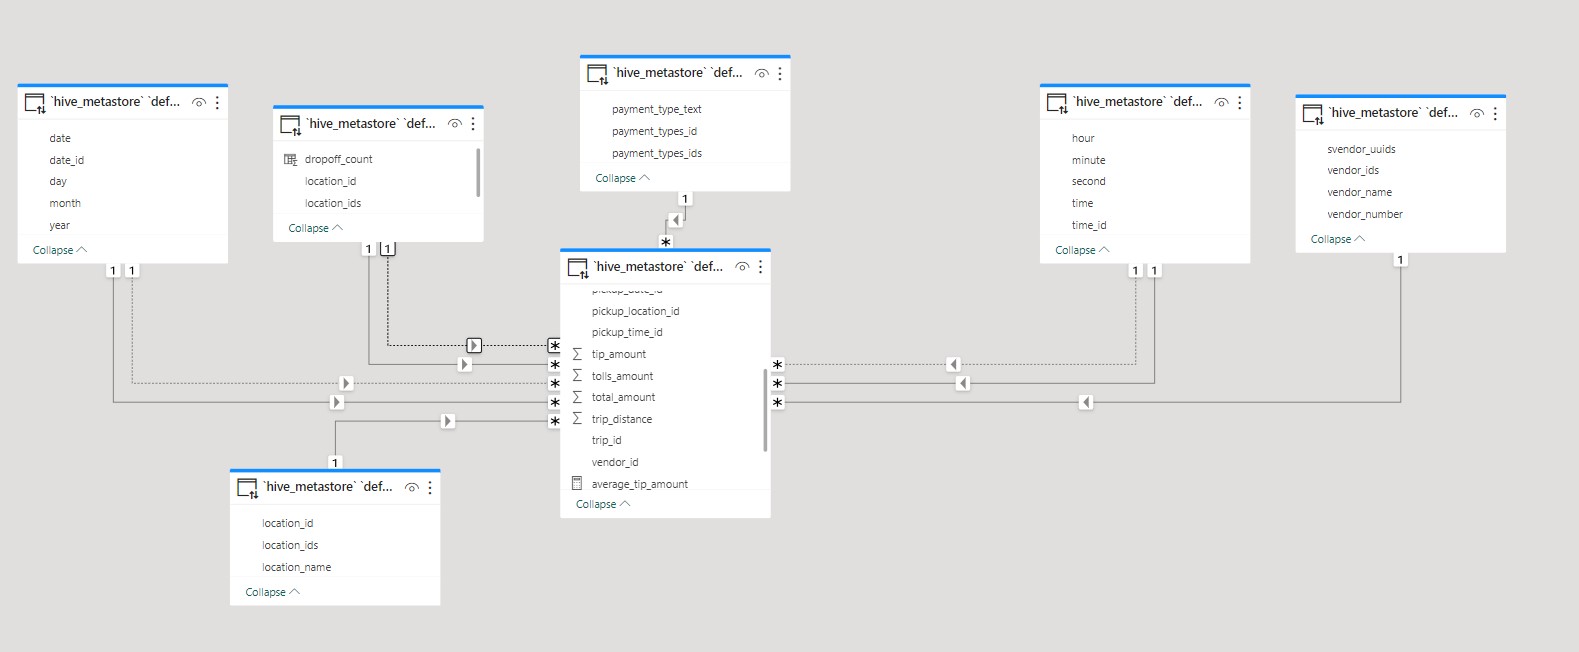 `hive_metastore` `def...
date
date_id
day
month
year
Collapse
1
1
`hive_metastore` `def...
dropoff_count
location_id
location_ids
Collapse
1
1
`hive_metastore` `def...
payment_type_text
payment_types_id
payment_types_ids
Collapse
1
*
`hive_metastore` `def...
pickup_date_id
pickup_location_id
pickup_time_id
tip_amount
tolls_amount
total_amount
trip_distance
trip_id
vendor_id
average_tip_amount
Collapse
*
*
*
*
*
*
*
*
`hive_metastore` `def...
hour
minute
second
time
time_id
Collapse
1
1
`hive_metastore` `def...
svendor_uuids
vendor_ids
vendor_name
vendor_number
Collapse
1
1
`hive_metastore` `def...
location_id
location_ids
location_name
Collapse